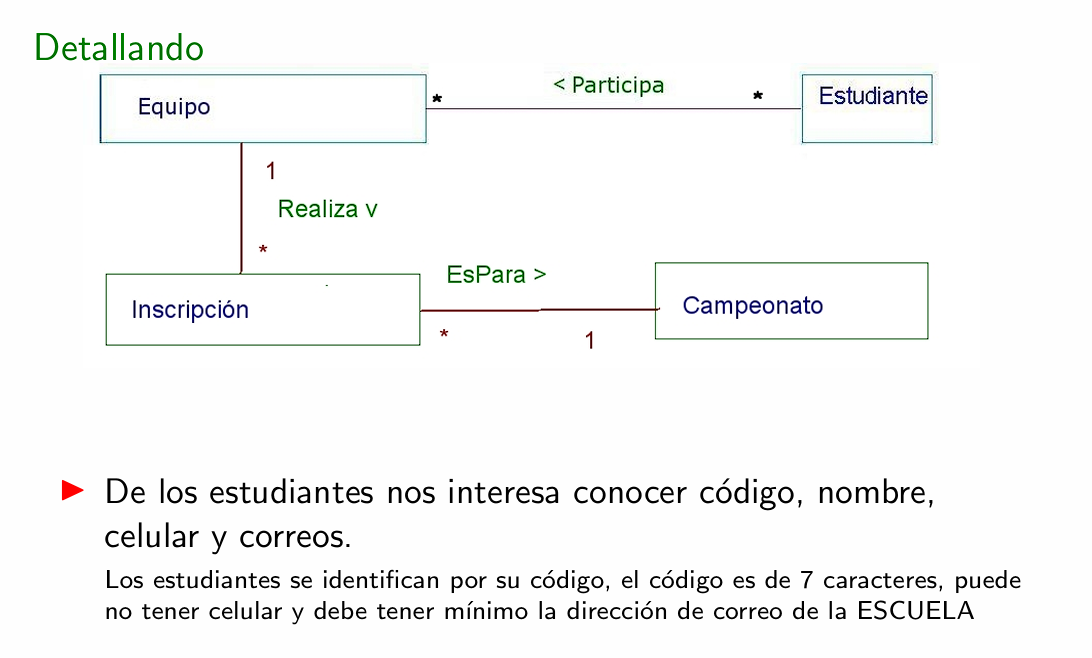 Detallando
Equipo
*
< Participa
*
Estudiante
1
Realiza v
*
EsPara >
Inscripción
Campeonato
*
1
De los estudiantes nos interesa conocer código, nombre,
celular y correos.
Los estudiantes se identifican por su código, el código es de 7 caracteres, puede
no tener celular y debe tener mínimo la dirección de correo de la ESCUELA